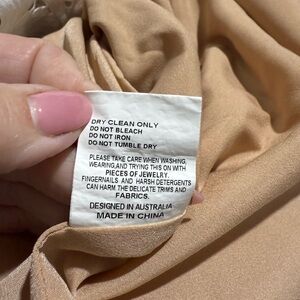 DRY CLEAN ONLY
DO NOT BLEACH
DO NOT IRON
DO NOT TUMBLE DRY
PLEASE TAKE CARE WHEN WASHING,
WEARING,AND TRYING THIS ON WITH
PIECES OF JEWELRY.
FINGERNAILS AND HARSH DETERGENTS
CAN HARM THE DELICATE TRIMS AND
FABRICS.
DESIGNED IN AUSTRALIA
MADE IN CHINA